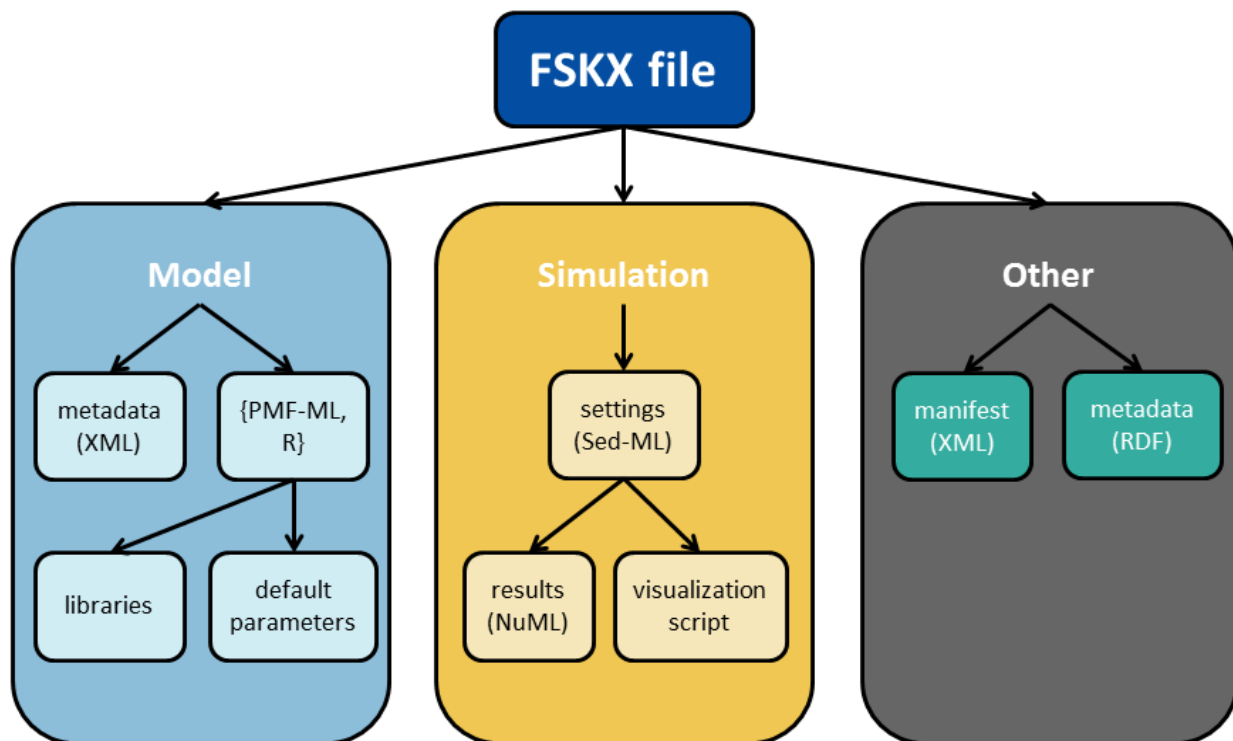 FSKX file
Model
metadata
(XML)
{PMF-ML,
R}
libraries
default
parameters
Simulation
settings
(Sed-ML)
results
(NuML)
visualization
script
Other
manifest
(XML)
metadata
(RDF)